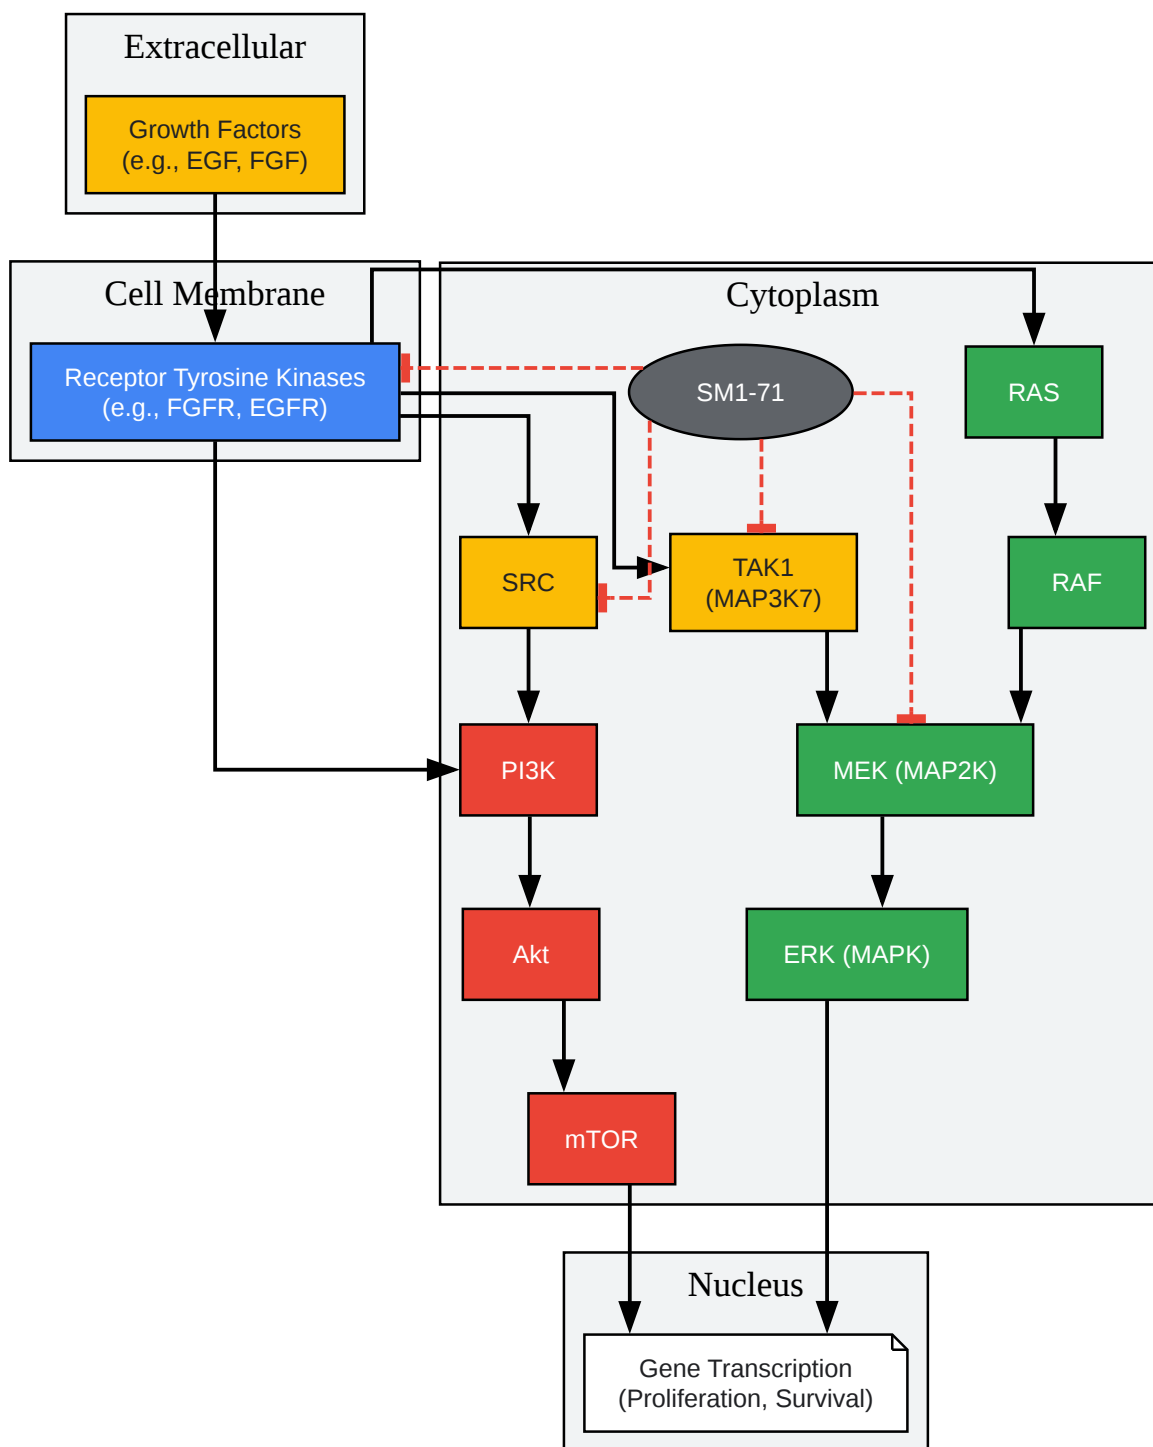 Extracellular
Growth Factors
(e.g., EGF, FGF)
Cell Membrane
Cytoplasm
Receptor Tyrosine Kinases
(e.g., FGFR, EGFR)
SM1-71
RAS
SRC
TAK1
(MAP3K7)
RAF
PI3K
MEK (MAP2K)
Akt
ERK (MAPK)
mTOR
Nucleus
Gene Transcription
(Proliferation, Survival)